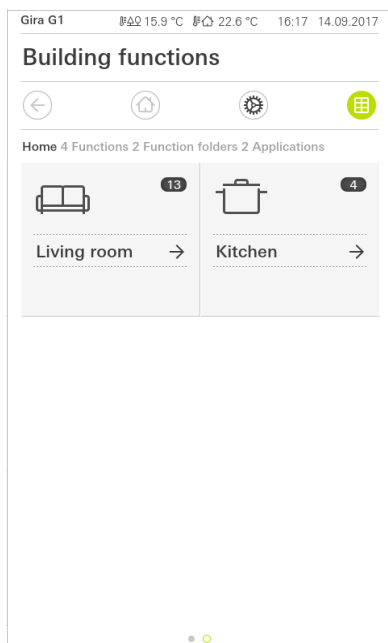 Gira G1 15.9 °C 22.6 °C 16:17 14.09.2017
Building functions
Home 4 Functions 2 Function folders 2 Applications
13 4
Living room Kitchen